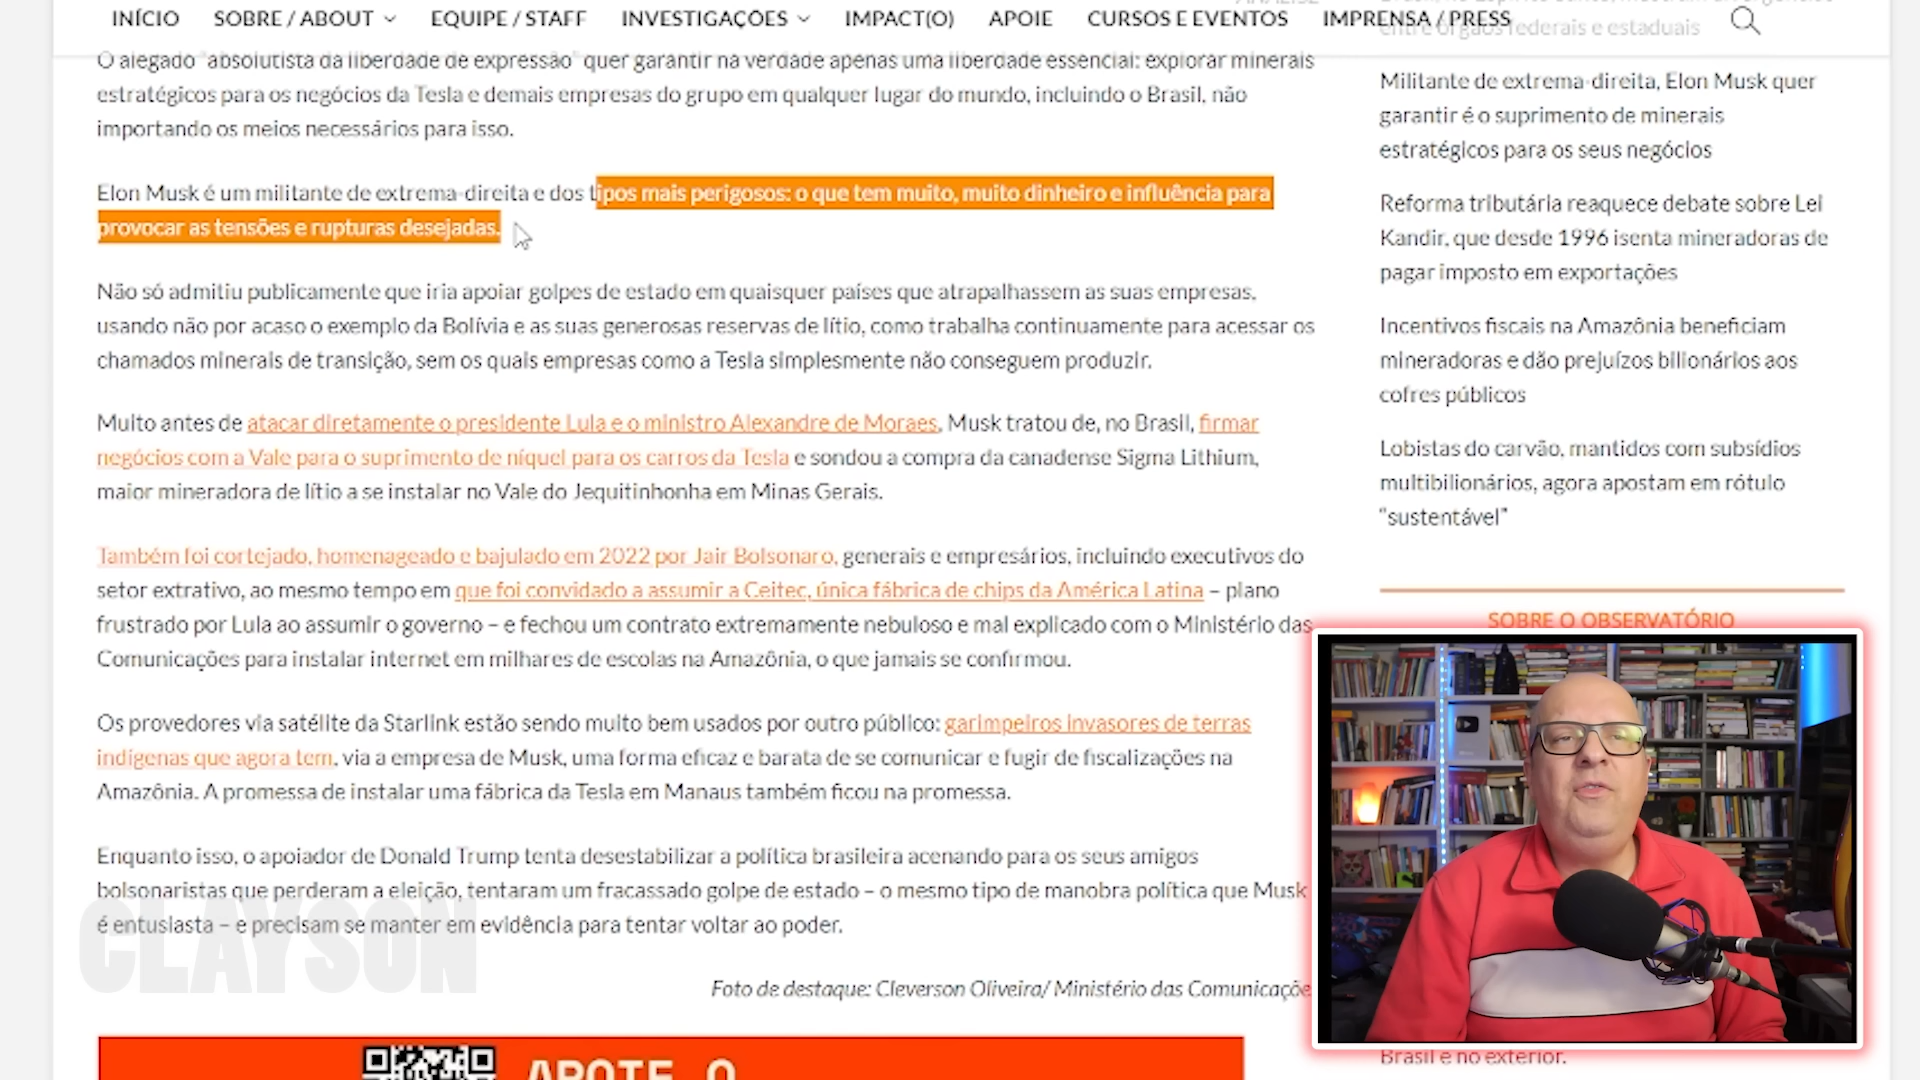 INÍCIO SOBRE / ABOUT EQUIPE / STAFF INVESTIGAÇÕES IMPACT(O) APOIE CURSOS E EVENTOS IMPRENSA / PRESS
O alegado “absolutista da liberdade de expressão” quer garantir na verdade apenas uma liberdade essencial: explorar minerais
estratégicos para os negócios da Tesla e demais empresas do grupo em qualquer lugar do mundo, incluindo o Brasil, não
importando os meios necessários para isso.
Elon Musk é um militante de extrema-direita e dos tipos mais perigosos: o que tem muito, muito dinheiro e influência para
provocar as tensões e rupturas desejadas.
Não só admitiu publicamente que iria apoiar golpes de estado em quaisquer países que atrapalhassem as suas empresas,
usando não por acaso o exemplo da Bolívia e as suas generosas reservas de lítio, como trabalha continuamente para acessar os
chamados minerais de transição, sem os quais empresas como a Tesla simplesmente não conseguem produzir.
Muito antes de atacar diretamente o presidente Lula e o ministro Alexandre de Moraes, Musk tratou de, no Brasil, firmar
negócios com a Vale para o suprimento de níquel para os carros da Tesla e sondou a compra da canadense Sigma Lithium,
maior mineradora de lítio a se instalar no Vale do Jequitinhonha em Minas Gerais.
Também foi cortejado, homenageado e bajulado em 2022 por Jair Bolsonaro, generais e empresários, incluindo executivos do
setor extrativo, ao mesmo tempo em que foi convidado a assumir a Ceitec, única fábrica de chips da América Latina – plano
frustrado por Lula ao assumir o governo – e fechou um contrato extremamente nebuloso e mal explicado com o Ministério das
Comunicações para instalar internet em milhares de escolas na Amazônia, o que jamais se confirmou.
Os provedores via satélite da Starlink estão sendo muito bem usados por outro público: garimpeiros invasores de terras
indígenas que agora tem, via a empresa de Musk, uma forma eficaz e barata de se comunicar e fugir de fiscalizações na
Amazônia. A promessa de instalar uma fábrica da Tesla em Manaus também ficou na promessa.
Enquanto isso, o apoiador de Donald Trump tenta desestabilizar a política brasileira acenando para os seus amigos
bolsonaristas que perderam a eleição, tentaram um fracassado golpe de estado – o mesmo tipo de manobra política que Musk
é entusiasta – e precisam se manter em evidência para tentar voltar ao poder.
Foto de destaque: Cleverson Oliveira/ Ministério das Comunicaçõe
CLAYSON
APOIE O
entre órgãos federais e estaduais
Militante de extrema-direita, Elon Musk quer
garantir é o suprimento de minerais
estratégicos para os seus negócios
Reforma tributária reaquece debate sobre Lei
Kandir, que desde 1996 isenta mineradoras de
pagar imposto em exportações
Incentivos fiscais na Amazônia beneficiam
mineradoras e dão prejuízos bilionários aos
cofres públicos
Lobistas do carvão, mantidos com subsídios
multibilionários, agora apostam em rótulo
“sustentável”
SOBRE O OBSERVATÓRIO
Brasil e no exterior.